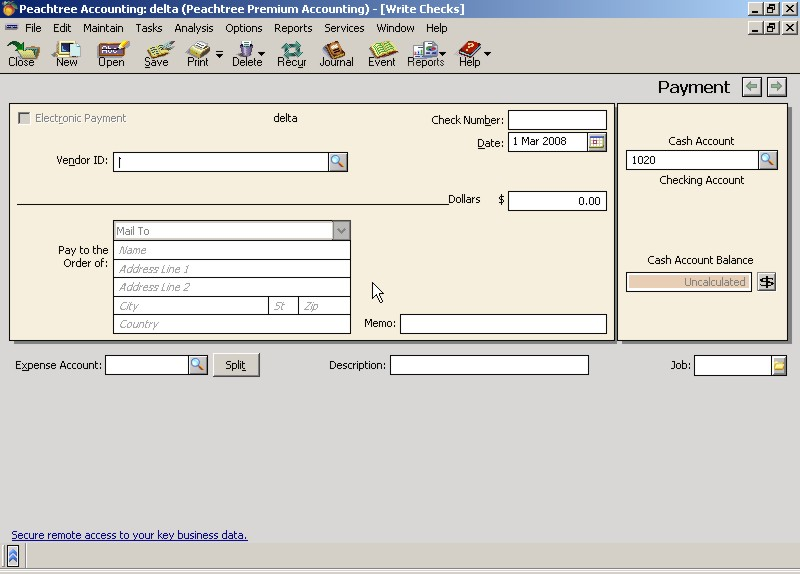 Peachtree Accounting: delta (Peachtree Premium Accounting) - [Write Checks]
File Edit Maintain Tasks Analysis Options Reports Services Window Help
Close New Open Save Print Delete Recur Journal Event Reports Help
Payment
Electronic Payment delta Check Number:
Date: 1 Mar 2008
Cash Account
Vendor ID: 1020
Checking Account
Dollars $ 0.00
Mail To
Pay to the Order of:
Name
Address Line 1
Address Line 2
City St Zip
Country
Memo:
Cash Account Balance
Uncalculated $
Expense Account: Split Description: Job:
Secure remote access to your key business data.